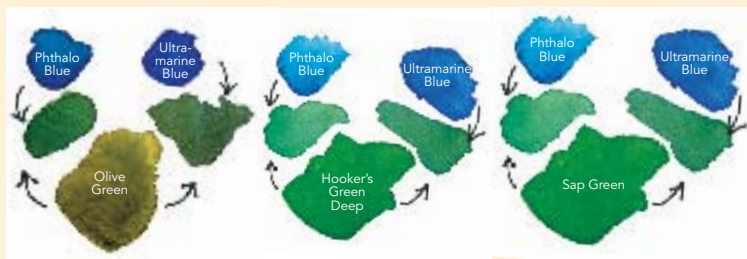 Phthalo
Blue
Ultra-
marine
Blue
Olive
Green
Phthalo
Blue
Ultramarine
Blue
Hooker's
Green
Deep
Phthalo
Blue
Ultramarine
Blue
Sap Green